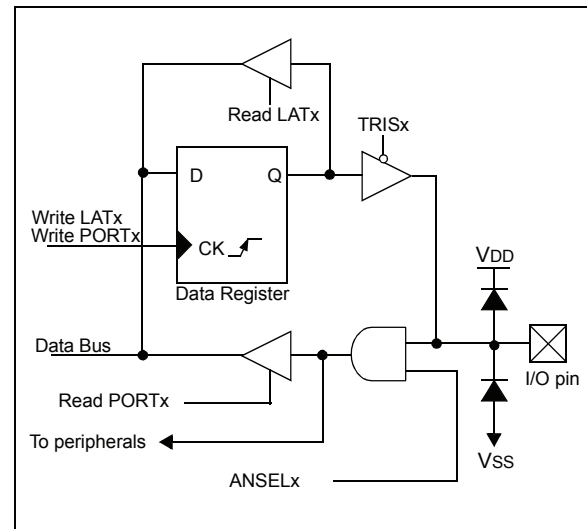 Read LATx
TRISx
D
Q
Write LATx
Write PORTx
CK
Data Register
VDD
Data Bus
I/O pin
Read PORTx
To peripherals
VSS
ANSELx